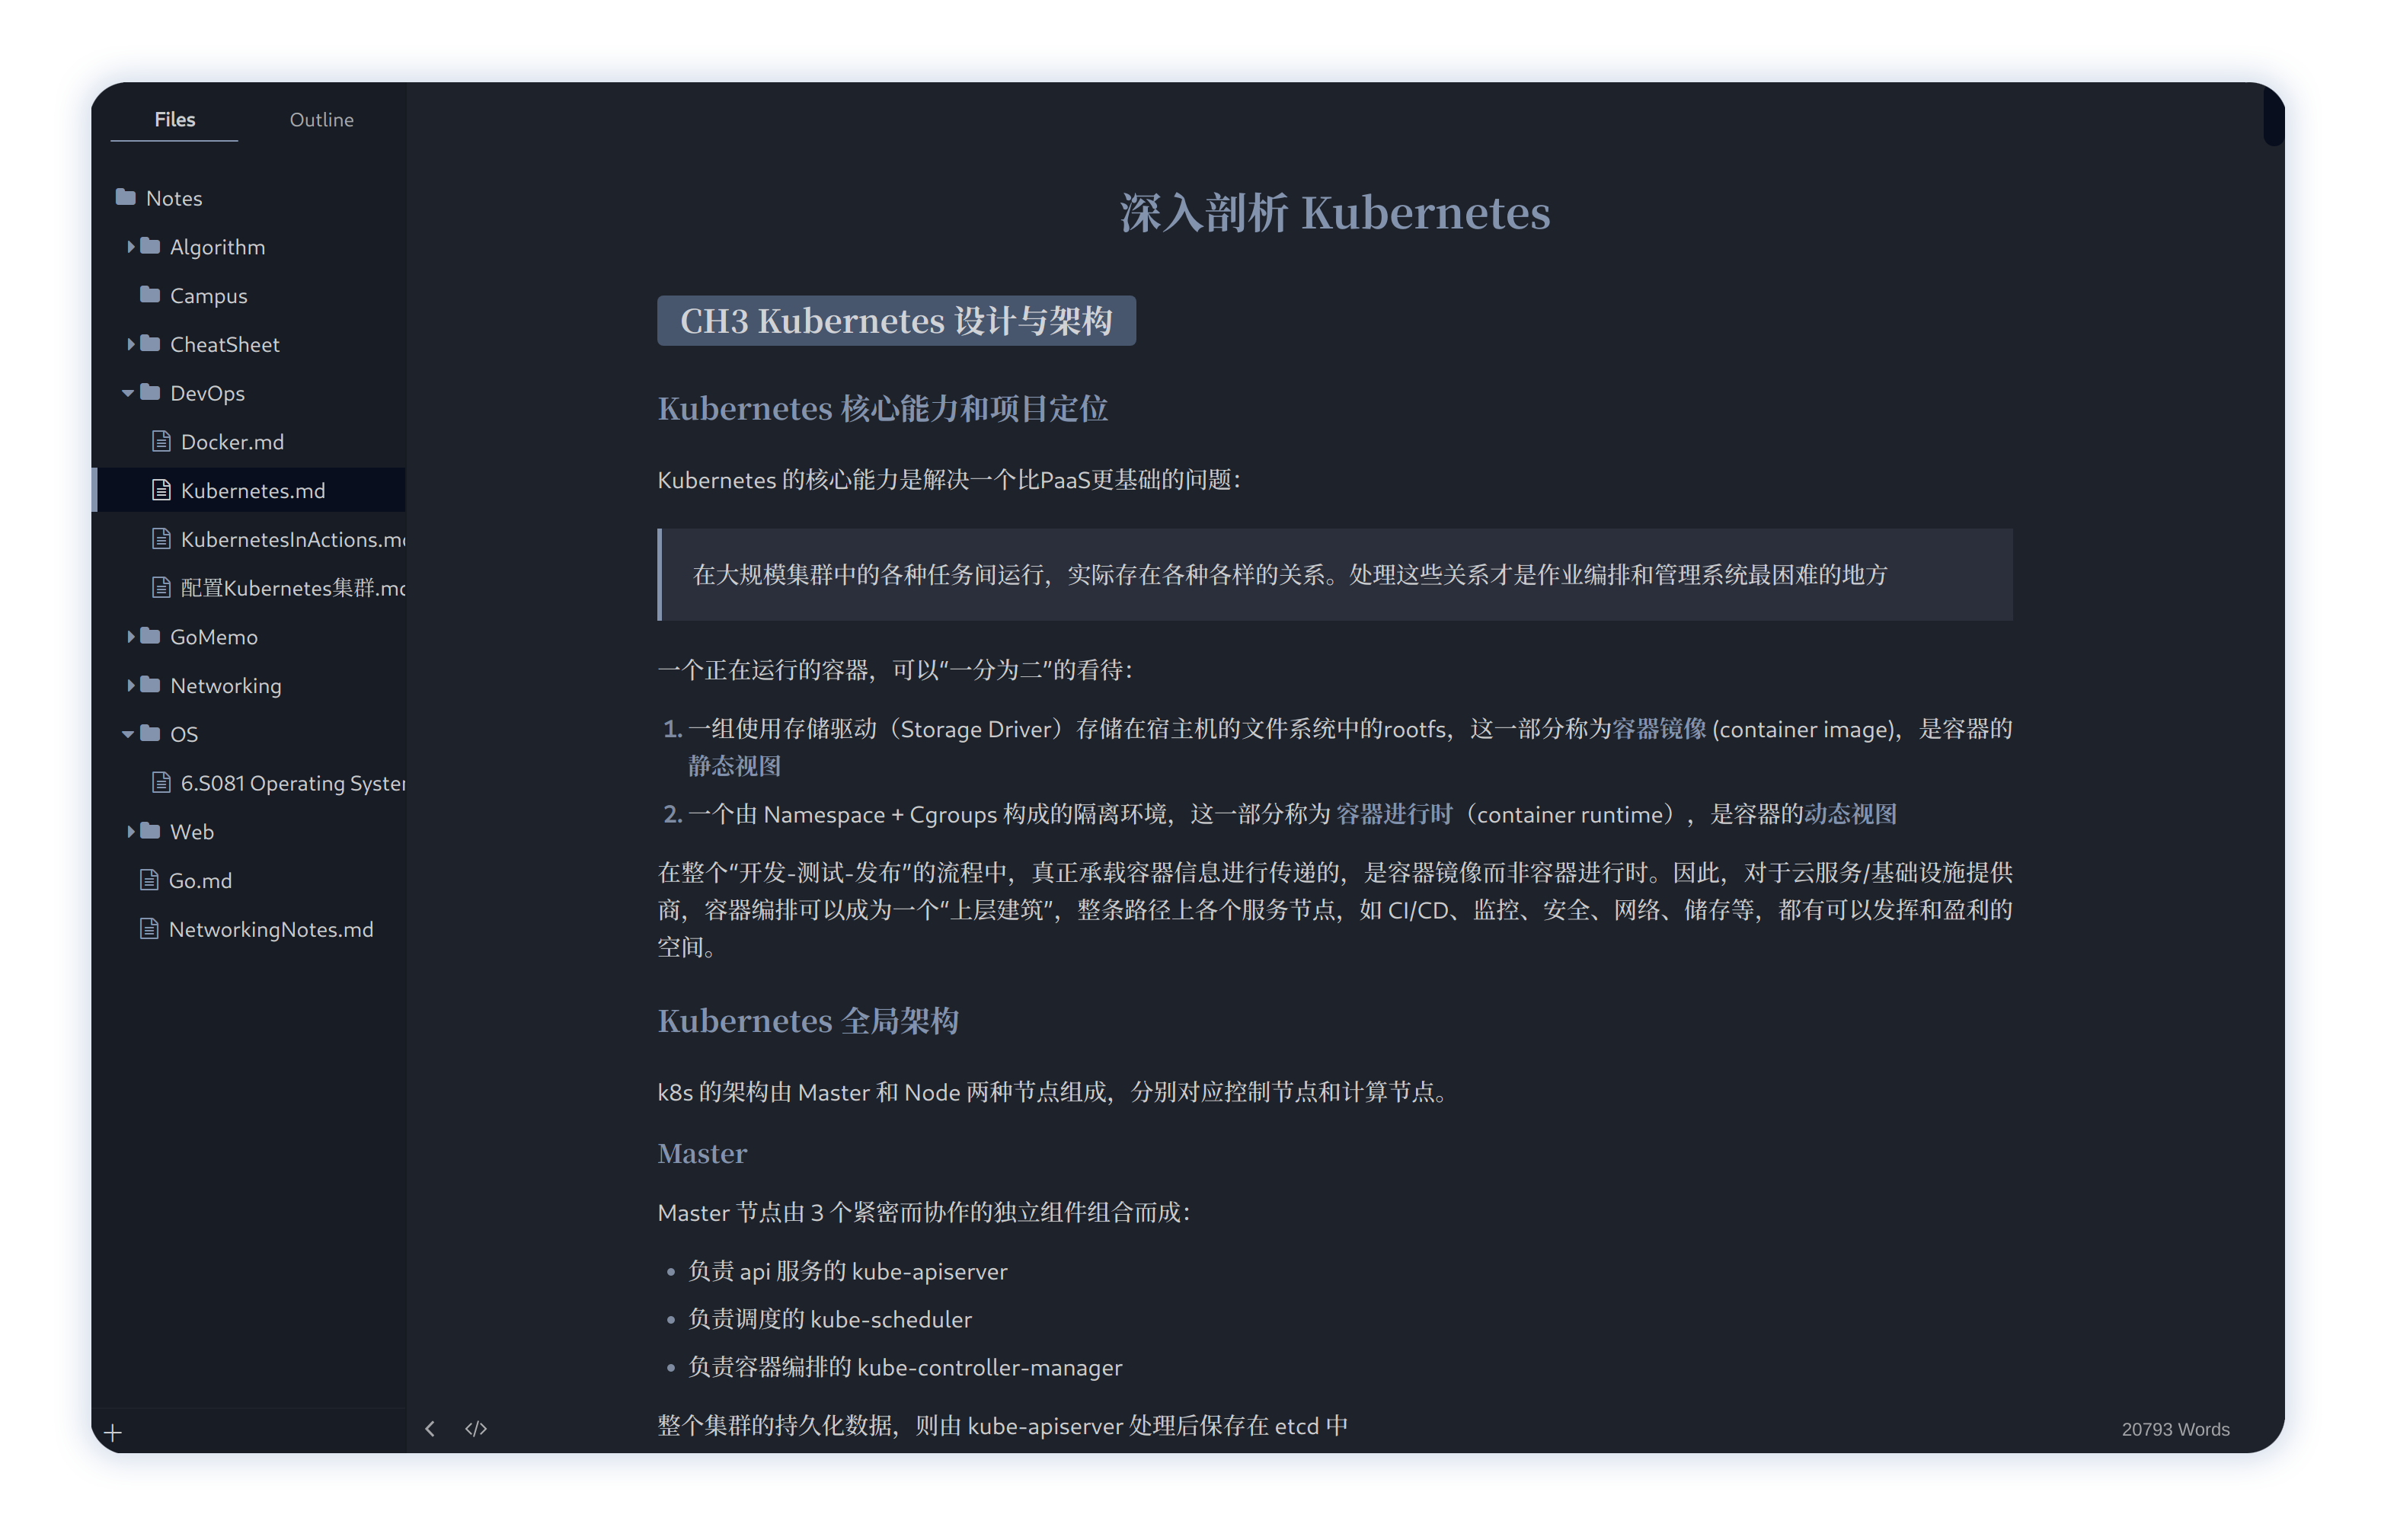 Files
Outline
Notes
Algorithm
Campus
CheatSheet
DevOps
Docker.md
Kubernetes.md
KubernetesInActions.md
配置Kubernetes集群.md
GoMemo
Networking
OS
6.S081 Operating Syste
Web
Go.md
NetworkingNotes.md
深入剖析 Kubernetes
CH3 Kubernetes 设计与架构
Kubernetes 核心能力和项目定位
Kubernetes 的核心能力是解决一个比PaaS更基础的问题：
在大规模集群中的各种任务间运行，实际存在各种各样的关系。处理这些关系才是作业编排和管理系统最困难的地方
一个正在运行的容器，可以“一分为二”的看待：
1. 一组使用存储驱动（Storage Driver）存储在宿主机的文件系统中的rootfs，这一部分称为容器镜像 (container image)，是容器的
静态视图
2. 一个由 Namespace + Cgroups 构成的隔离环境，这一部分称为 容器进行时（container runtime），是容器的动态视图
在整个“开发-测试-发布”的流程中，真正承载容器信息进行传递的，是容器镜像而非容器进行时。因此，对于云服务/基础设施提供
商，容器编排可以成为一个“上层建筑”，整条路径上各个服务节点，如 CI/CD、监控、安全、网络、储存等，都有可以发挥和盈利的
空间。
Kubernetes 全局架构
k8s 的架构由 Master 和 Node 两种节点组成，分别对应控制节点和计算节点。
Master
Master 节点由 3 个紧密而协作的独立组件组合而成：
• 负责 api 服务的 kube-apiserver
• 负责调度的 kube-scheduler
• 负责容器编排的 kube-controller-manager
整个集群的持久化数据，则由 kube-apiserver 处理后保存在 etcd 中
20793 Words